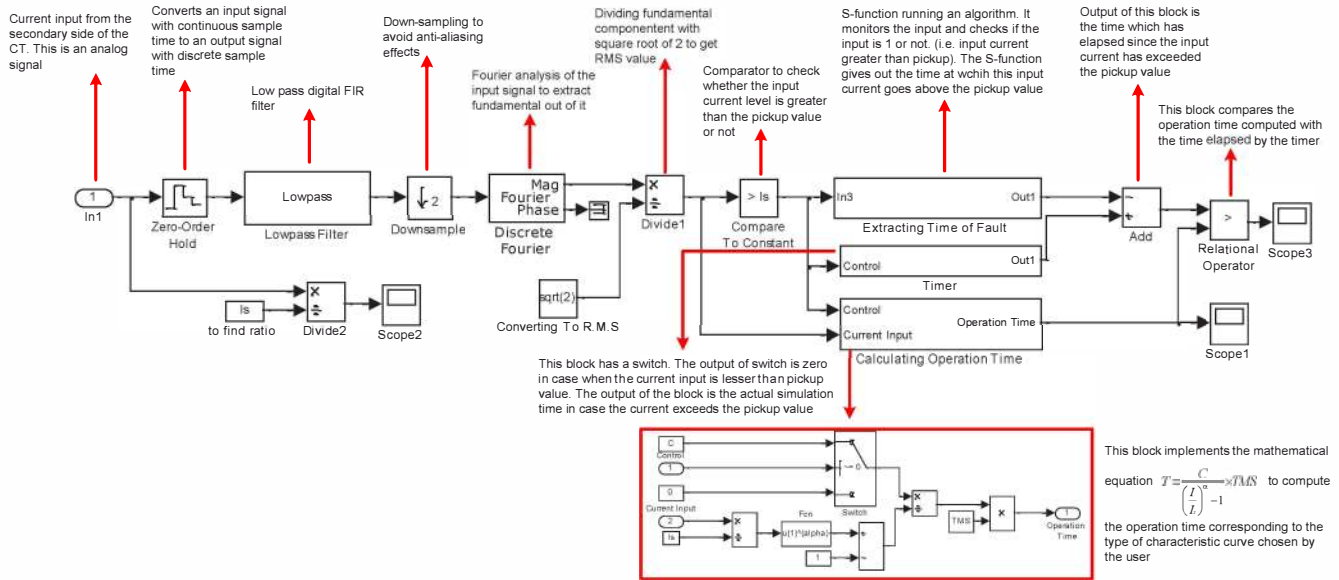 Current input from the
secondary side of the
CT. This is an analog
signal
Converts an input signal
with continuous sample
time to an output signal
with discrete sample
time
Low pass digital FIR
filter
Down-sampling to
avoid anti-aliasing
effects
Fourier analysis of the
input signal to extract
fundamental out of it
Dividing fundamental
componentent with
square root of 2 to get
RMS value
Comparator to check
whether the input
current level is greater
than the pickup value
or not
S-function running an algorithm. It
monitors the input and checks if the
input is 1 or not. (i.e. input current
greater than pickup). The S-function
gives out the time at wchih this input
current goes above the pickup value
Output of this block is
the time which has
elapsed since the input
current has exceeded
the pickup value
This block compares the
operation time computed with
the time elapsed by the timer
1
In1
Zero-Order
Hold
Lowpass
Lowpass Filter
2
Downsample
Mag
Fourier
Phase
Discrete
Fourier
×
÷
Divide1
> Is
Compare
To Constant
In3
Out1
Extracting Time of Fault
Control
Out1
Timer
Control
Current Input
Operation Time
Calculating Operation Time
−
+
Add
>
Relational
Operator
Scope3
Scope1
Is
to find ratio
×
÷
Divide2
Scope2
sqrt(2)
Converting To R.M.S
This block has a switch. The output of switch is zero
in case when the current input is lesser than pickup
value. The output of the block is the actual simulation
time in case the current exceeds the pickup value
C
Control
1
0
Current Input
2
Is
×
÷
Fcn
u(1)^(alpha)
1
+
−
Switch
×
÷
TMS
×
1
Operation
Time
This block implements the mathematical
equation T = C / ((I / Is)^α −1) × TMS to compute
the operation time corresponding to the
type of characteristic curve chosen by
the user